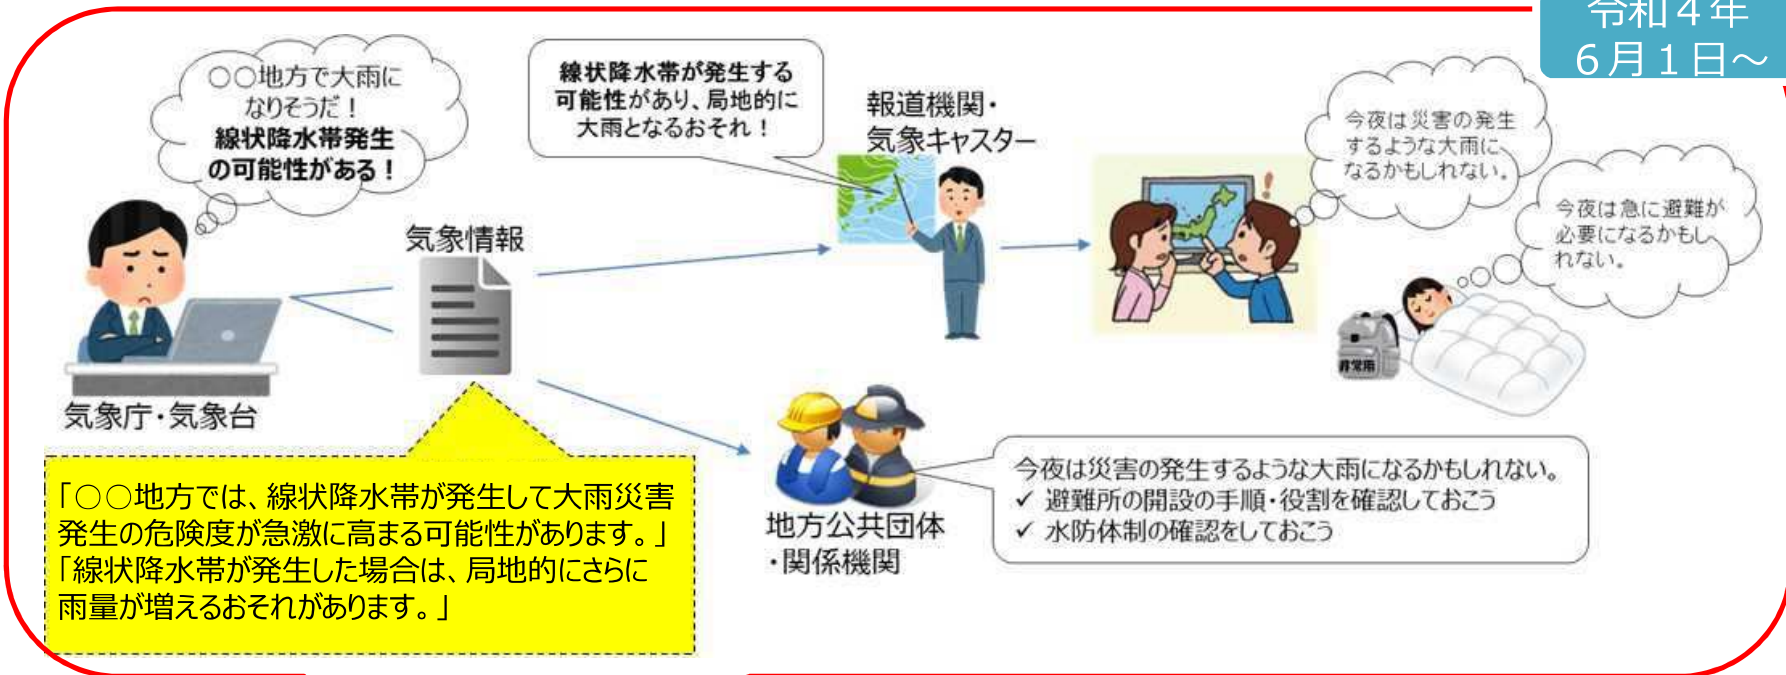 令和４年
６月１日～
○○地方で大雨に
なりそうだ！
線状降水帯発生
の可能性がある！
気象庁・気象台
気象情報
「○○地方では、線状降水帯が発生して大雨災害
発生の危険度が急激に高まる可能性があります。」
「線状降水帯が発生した場合は、局地的にさらに
雨量が増えるおそれがあります。」
線状降水帯が発生する
可能性があり、局地的に
大雨となるおそれ！
報道機関・
気象キャスター
今夜は災害の発生
するような大雨に
なるかもしれない。
今夜は急に避難が
必要になるかもし
れない。
非常用
地方公共団体
・関係機関
今夜は災害の発生するような大雨になるかもしれない。
✓ 避難所の開設の手順・役割を確認しておこう
✓ 水防体制の確認をしておこう